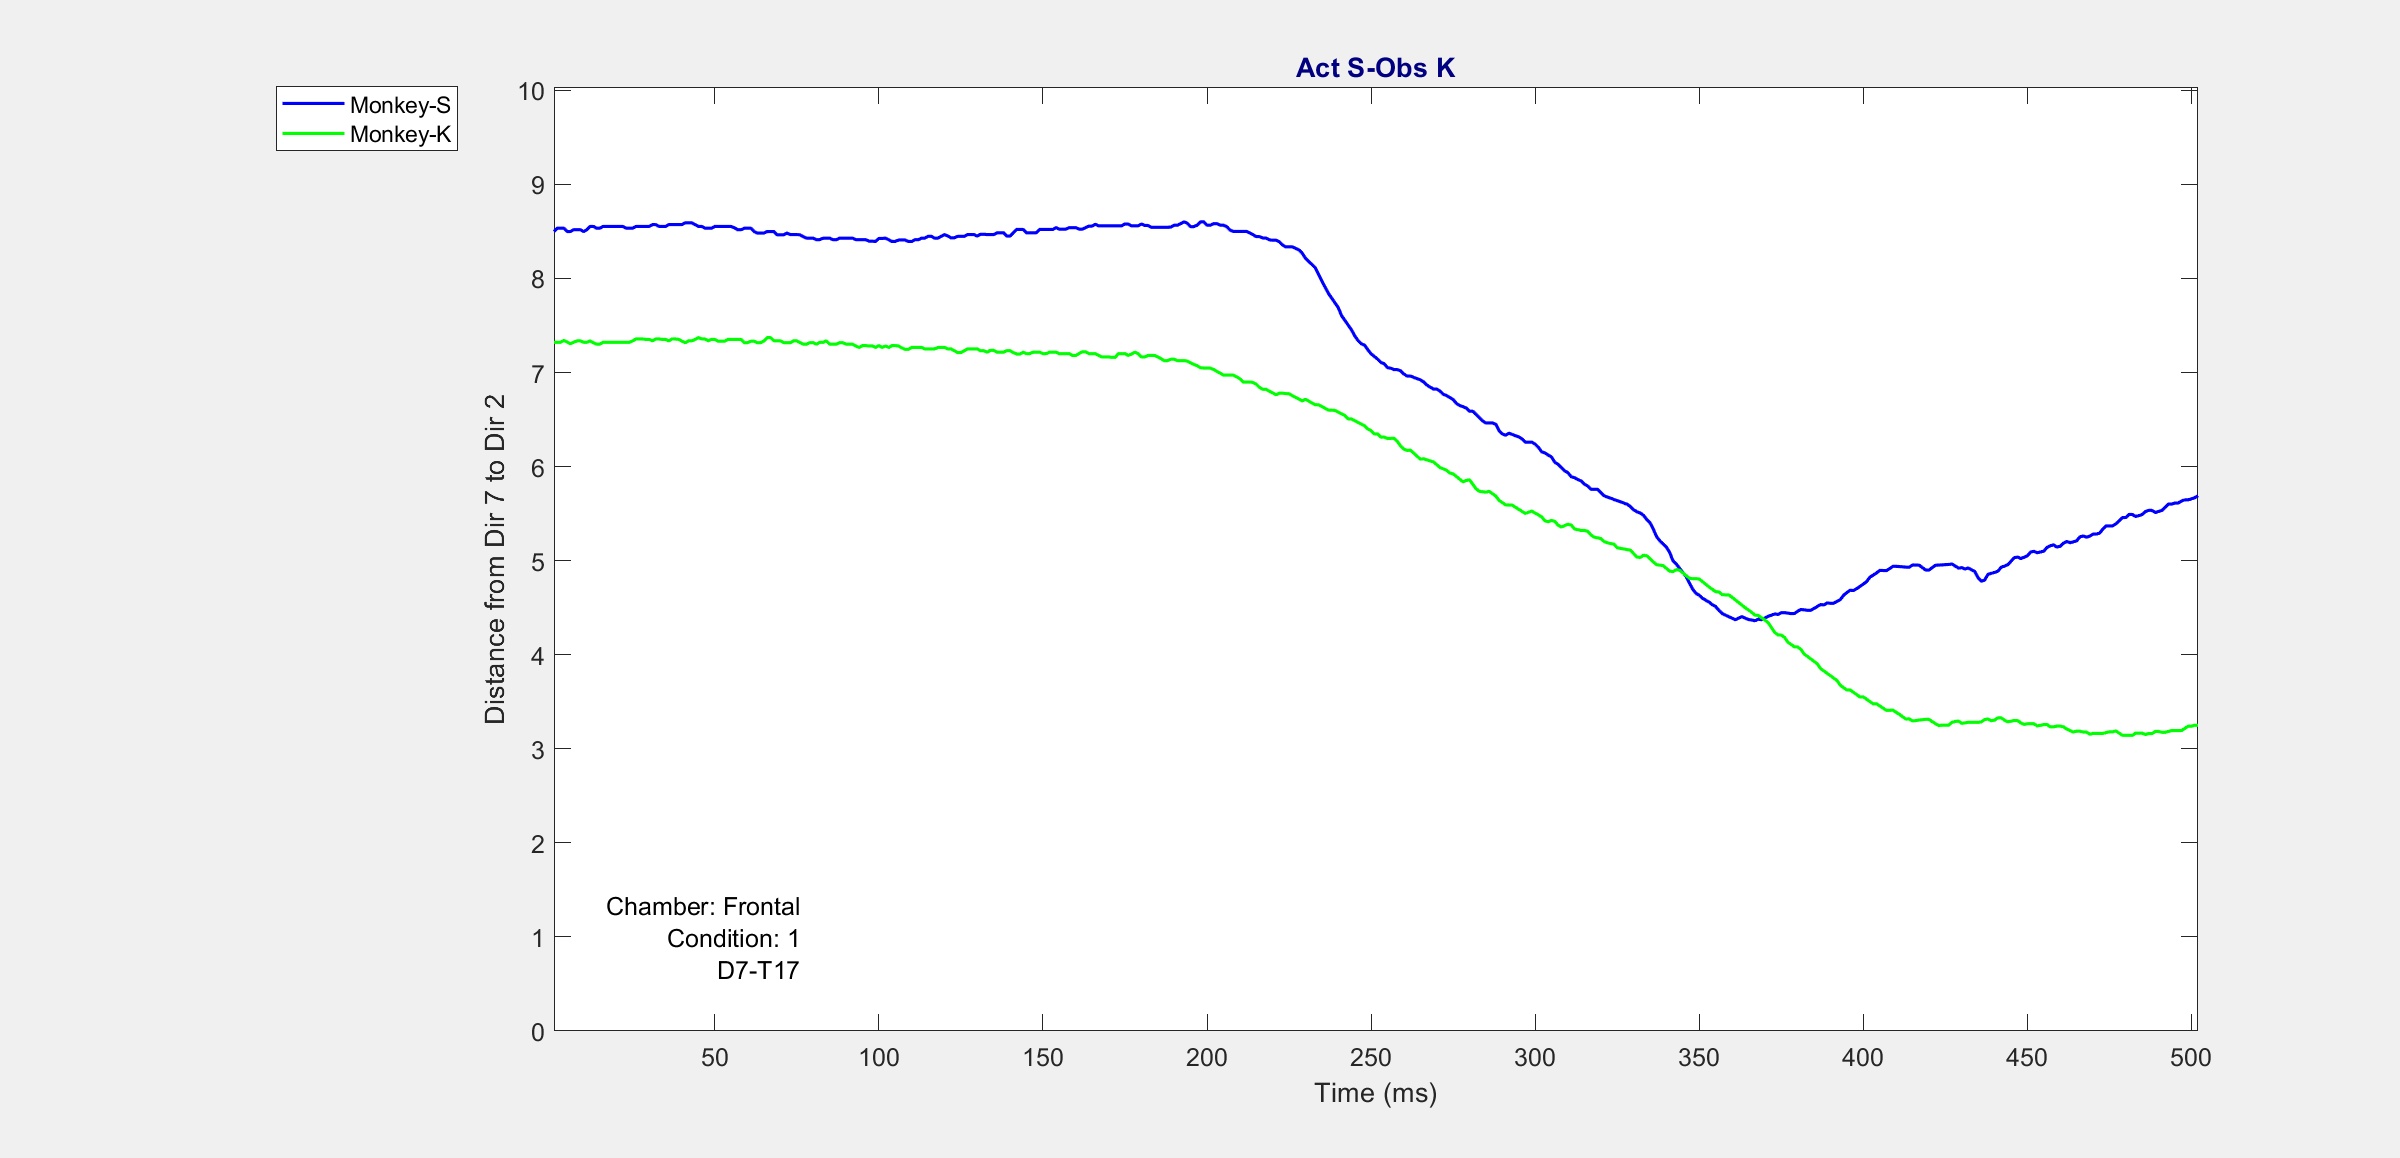 Act S-Obs K
Monkey-S
Monkey-K
10
9
8
7
6
5
4
3
2
1
0
Distance from Dir 7 to Dir 2
Chamber: Frontal
Condition: 1
D7-T17
50 100 150 200 250 300 350 400 450 500
Time (ms)